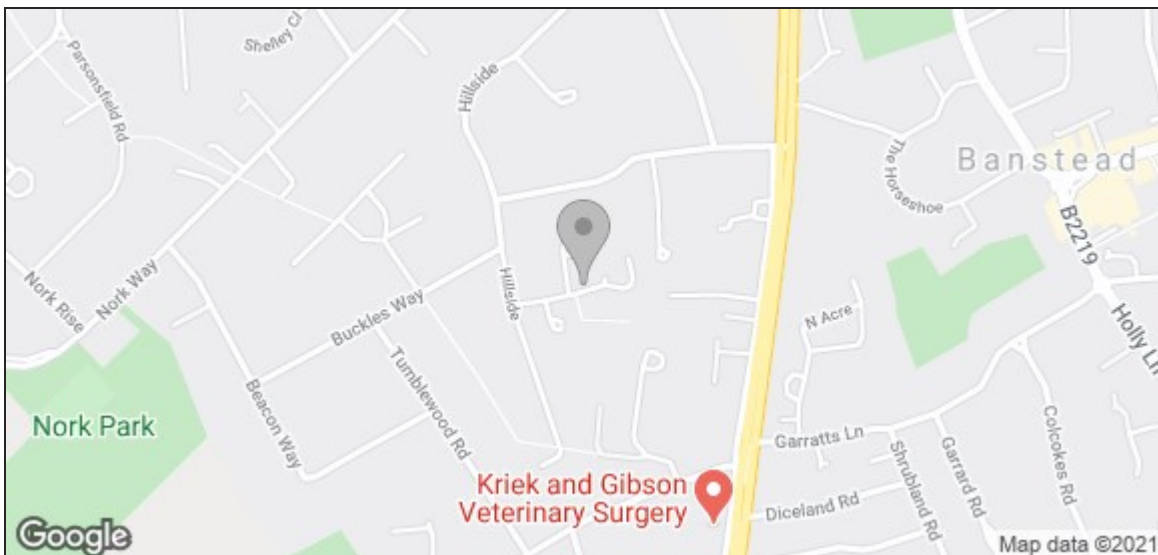 Shelley Cl
Parsonsfield Rd
Hillside
The Horseshoe
Banstead
B2219
Nork Rise
Nork Way
Buckles Way
Hillside
N Acre
Holly Ln
Tumblewood Rd
Beacon Way
Nork Park
Garratts Ln
Shrubland Rd
Garrard Rd
Colcokes Rd
Kriek and Gibson
Veterinary Surgery
Diceland Rd
Google
Map data ©2021